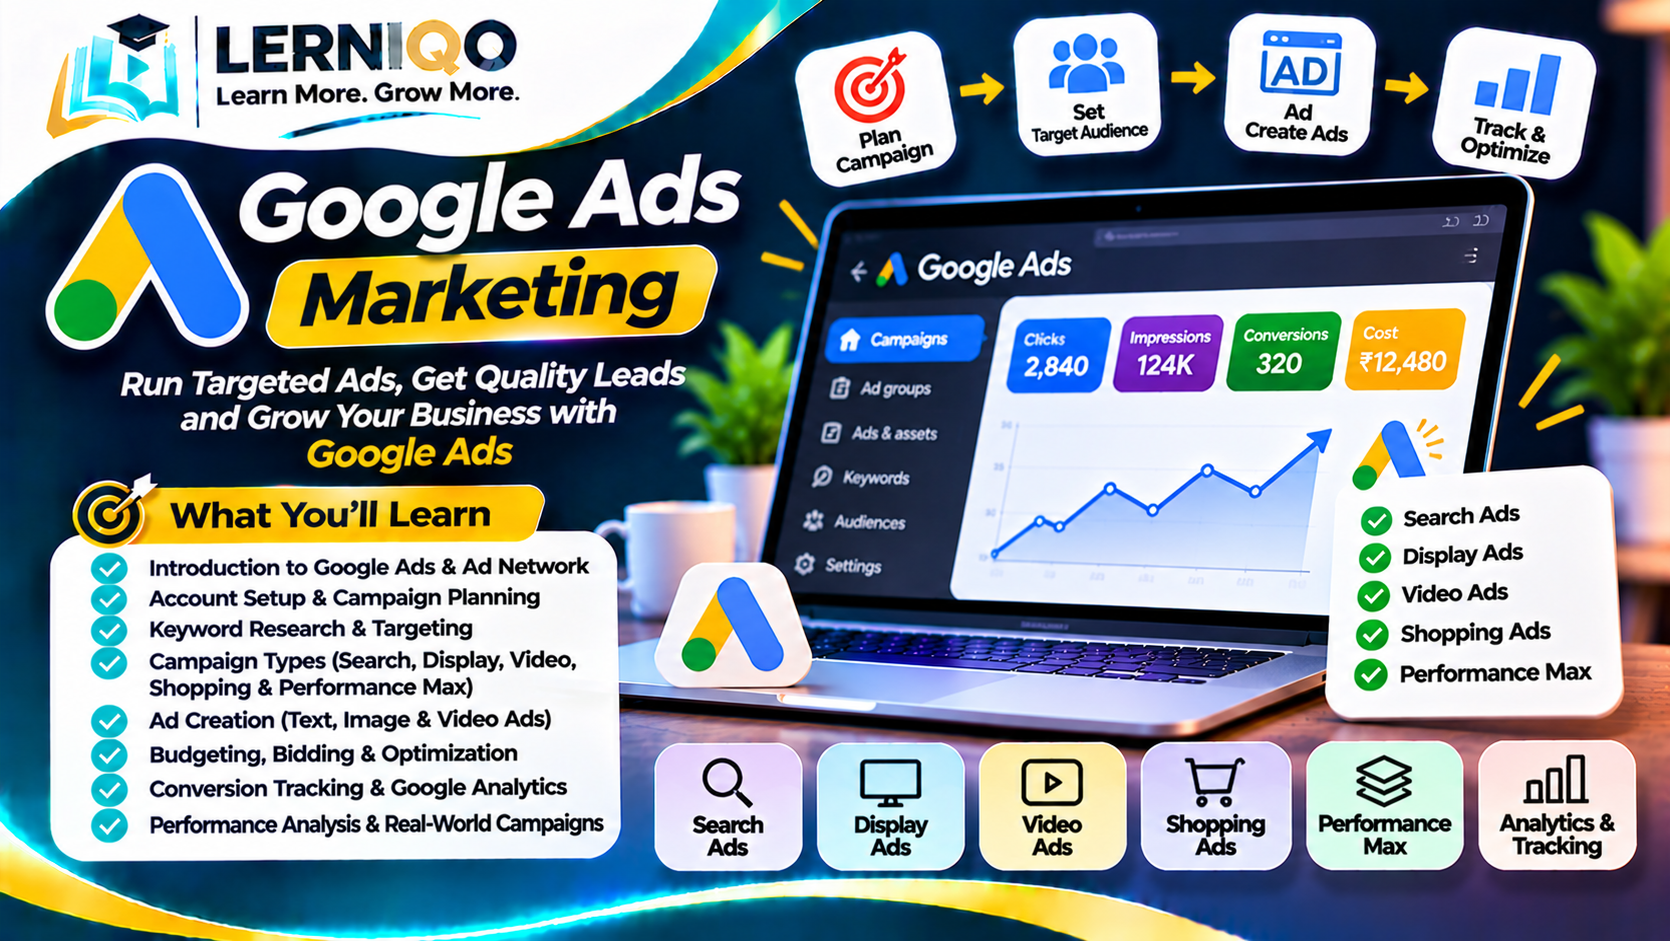 LERNIQO
Learn More. Grow More.
Plan
Campaign
Set
Target Audience
AD
Ad
Create Ads
Track &
Optimize
Google Ads
Marketing
Run Targeted Ads, Get Quality Leads
and Grow Your Business with
Google Ads
What You'll Learn
Introduction to Google Ads & Ad Network
Account Setup & Campaign Planning
Keyword Research & Targeting
Campaign Types (Search, Display, Video,
Shopping & Performance Max)
Ad Creation (Text, Image & Video Ads)
Budgeting, Bidding & Optimization
Conversion Tracking & Google Analytics
Performance Analysis & Real-World Campaigns
Google Ads
Campaigns
Ad groups
Ads & assets
Keywords
Audiences
Settings
Clicks
2,840
Impressions
124K
Conversions
320
Cost
₹12,480
Search Ads
Display Ads
Video Ads
Shopping Ads
Performance Max
Search
Ads
Display
Ads
Video
Ads
Shopping
Ads
Performance
Max
Analytics &
Tracking